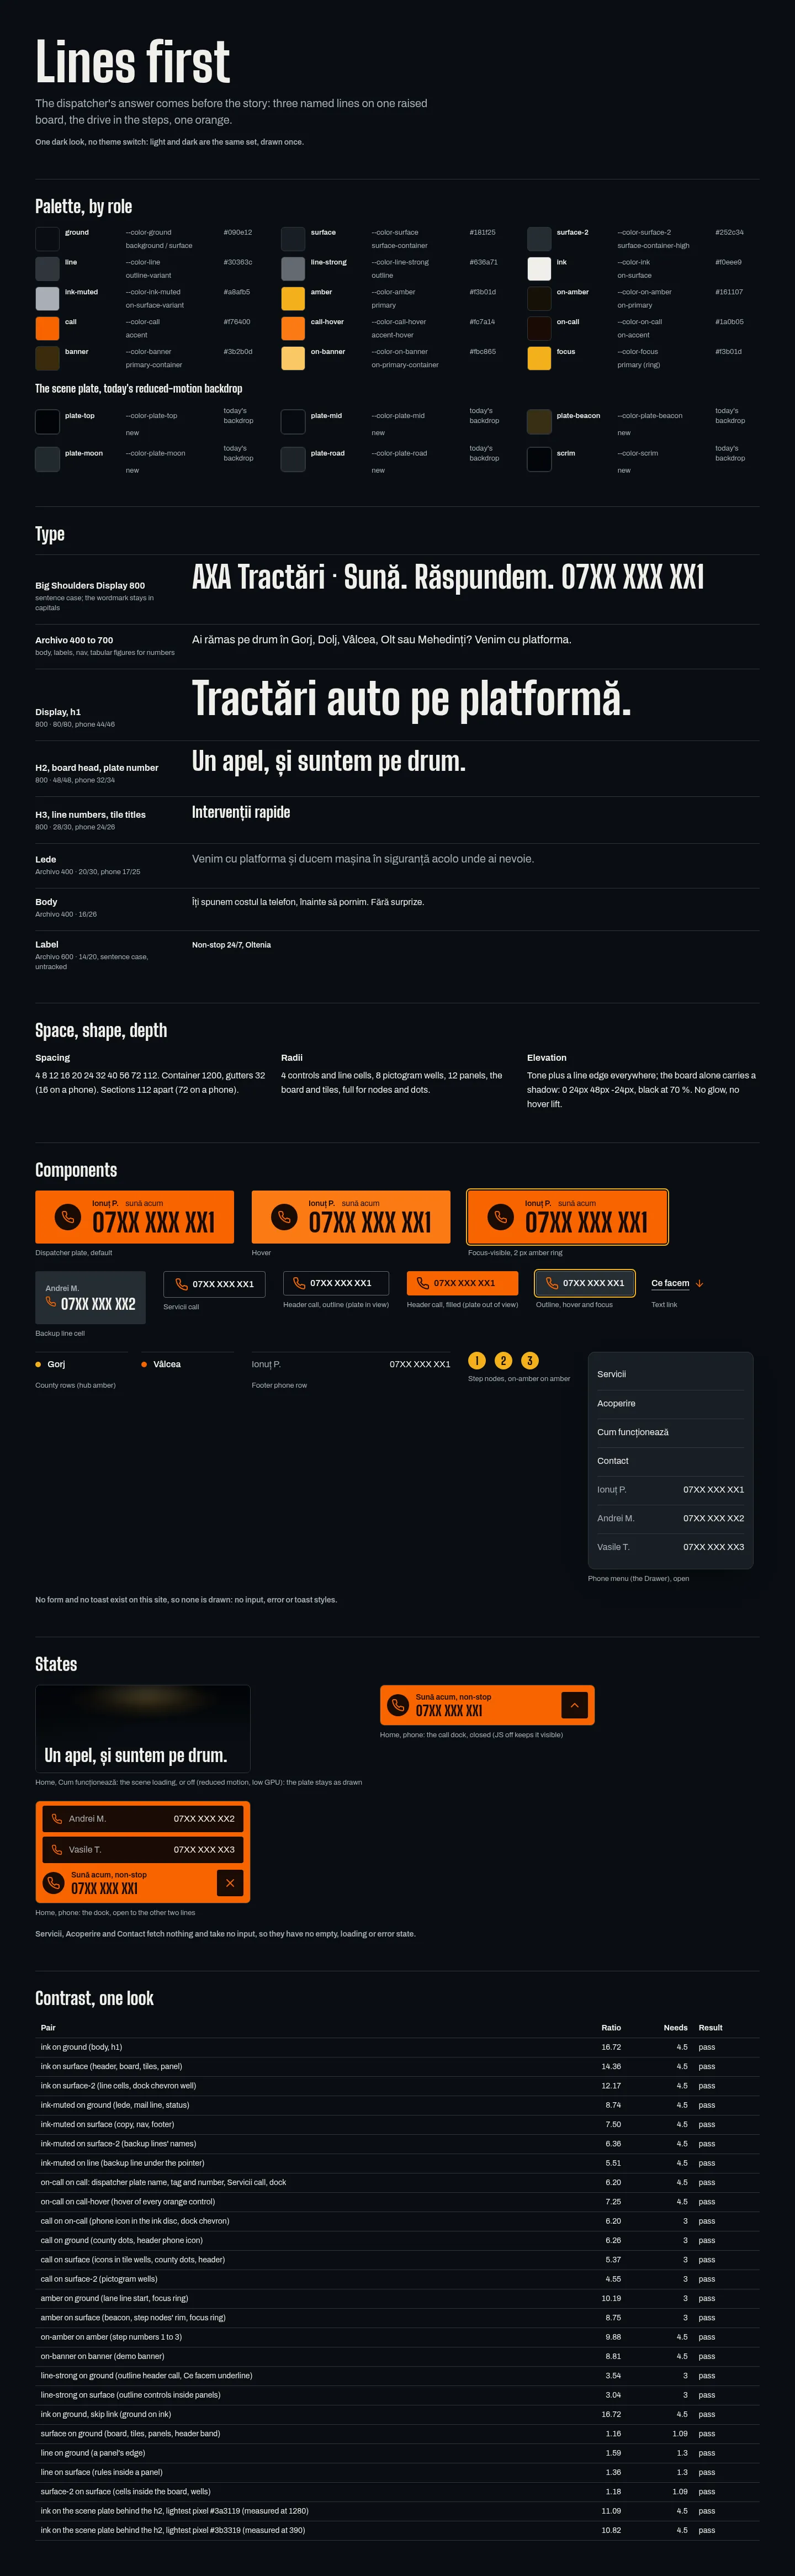 Lines first
The dispatcher's answer comes before the story: three named lines on one raised
board, the drive in the steps, one orange.
One dark look, no theme switch: light and dark are the same set, drawn once.
Palette, by role
ground --color-ground #090e12
background / surface
surface --color-surface #181f25
surface-container
surface-2 --color-surface-2 #252c34
surface-container-high
line --color-line #30363c
outline-variant
line-strong --color-line-strong #636a71
outline
ink --color-ink #f0eee9
on-surface
ink-muted --color-ink-muted #a8afb5
on-surface-variant
amber --color-amber #f3b01d
primary
on-amber --color-on-amber #161107
on-primary
call --color-call #f76400
accent
call-hover --color-call-hover #fc7a14
accent-hover
on-call --color-on-call #1a0b05
on-accent
banner --color-banner #3b2b0d
primary-container
on-banner --color-on-banner #fbc865
on-primary-container
focus --color-focus #f3b01d
primary (ring)
The scene plate, today's reduced-motion backdrop
plate-top --color-plate-top today's
backdrop
new
plate-mid --color-plate-mid today's
backdrop
new
plate-beacon --color-plate-beacon today's
backdrop
new
plate-moon --color-plate-moon today's
backdrop
new
plate-road --color-plate-road today's
backdrop
new
scrim --color-scrim today's
backdrop
new
Type
Big Shoulders Display 800
sentence case; the wordmark stays in
capitals
AXA Tractări · Sună. Răspundem. 07XX XXX XX1
Archivo 400 to 700
body, labels, nav, tabular figures for numbers
Ai rămas pe drum în Gorj, Dolj, Vâlcea, Olt sau Mehedinți? Venim cu platforma.
Display, h1
800 · 80/80, phone 44/46
Tractări auto pe platformă.
H2, board head, plate number
800 · 48/48, phone 32/34
Un apel, și suntem pe drum.
H3, line numbers, tile titles
800 · 28/30, phone 24/26
Intervenții rapide
Lede
Archivo 400 · 20/30, phone 17/25
Venim cu platforma și ducem mașina în siguranță acolo unde ai nevoie.
Body
Archivo 400 · 16/26
Îți spunem costul la telefon, înainte să pornim. Fără surprize.
Label
Archivo 600 · 14/20, sentence case,
untracked
Non-stop 24/7, Oltenia
Space, shape, depth
Spacing
4 8 12 16 20 24 32 40 56 72 112. Container 1200, gutters 32
(16 on a phone). Sections 112 apart (72 on a phone).
Radii
4 controls and line cells, 8 pictogram wells, 12 panels, the
board and tiles, full for nodes and dots.
Elevation
Tone plus a line edge everywhere; the board alone carries a
shadow: 0 24px 48px -24px, black at 70 %. No glow, no
hover lift.
Components
Ionuț P. sună acum
07XX XXX XX1
Dispatcher plate, default
Ionuț P. sună acum
07XX XXX XX1
Hover
Ionuț P. sună acum
07XX XXX XX1
Focus-visible, 2 px amber ring
Andrei M.
07XX XXX XX2
Backup line cell
07XX XXX XX1
Servicii call
07XX XXX XX1
Header call, outline (plate in view)
07XX XXX XX1
Header call, filled (plate out of view)
07XX XXX XX1
Outline, hover and focus
Ce facem
Text link
Gorj
Vâlcea
County rows (hub amber)
Ionuț P. 07XX XXX XX1
Footer phone row
1 2 3
Step nodes, on-amber on amber
Servicii
Acoperire
Cum funcționează
Contact
Ionuț P. 07XX XXX XX1
Andrei M. 07XX XXX XX2
Vasile T. 07XX XXX XX3
Phone menu (the Drawer), open
No form and no toast exist on this site, so none is drawn: no input, error or toast styles.
States
Un apel, și suntem pe drum.
Home, Cum funcționează: the scene loading, or off (reduced motion, low GPU): the plate stays as drawn
Sună acum, non-stop
07XX XXX XX1
Home, phone: the call dock, closed (JS off keeps it visible)
Andrei M. 07XX XXX XX2
Vasile T. 07XX XXX XX3
Sună acum, non-stop
07XX XXX XX1
Home, phone: the dock, open to the other two lines
Servicii, Acoperire and Contact fetch nothing and take no input, so they have no empty, loading or error state.
Contrast, one look
Pair Ratio Needs Result
ink on ground (body, h1) 16.72 4.5 pass
ink on surface (header, board, tiles, panel) 14.36 4.5 pass
ink on surface-2 (line cells, dock chevron well) 12.17 4.5 pass
ink-muted on ground (lede, mail line, status) 8.74 4.5 pass
ink-muted on surface (copy, nav, footer) 7.50 4.5 pass
ink-muted on surface-2 (backup lines' names) 6.36 4.5 pass
ink-muted on line (backup line under the pointer) 5.51 4.5 pass
on-call on call: dispatcher plate name, tag and number, Servicii call, dock 6.20 4.5 pass
on-call on call-hover (hover of every orange control) 7.25 4.5 pass
call on on-call (phone icon in the ink disc, dock chevron) 6.20 3 pass
call on ground (county dots, header phone icon) 6.26 3 pass
call on surface (icons in tile wells, county dots, header) 5.37 3 pass
call on surface-2 (pictogram wells) 4.55 3 pass
amber on ground (lane line start, focus ring) 10.19 3 pass
amber on surface (beacon, step nodes' rim, focus ring) 8.75 3 pass
on-amber on amber (step numbers 1 to 3) 9.88 4.5 pass
on-banner on banner (demo banner) 8.81 4.5 pass
line-strong on ground (outline header call, Ce facem underline) 3.54 3 pass
line-strong on surface (outline controls inside panels) 3.04 3 pass
ink on ground, skip link (ground on ink) 16.72 4.5 pass
surface on ground (board, tiles, panels, header band) 1.16 1.09 pass
line on ground (a panel's edge) 1.59 1.3 pass
line on surface (rules inside a panel) 1.36 1.3 pass
surface-2 on surface (cells inside the board, wells) 1.18 1.09 pass
ink on the scene plate behind the h2, lightest pixel #3a3119 (measured at 1280) 11.09 4.5 pass
ink on the scene plate behind the h2, lightest pixel #3b3319 (measured at 390) 10.82 4.5 pass